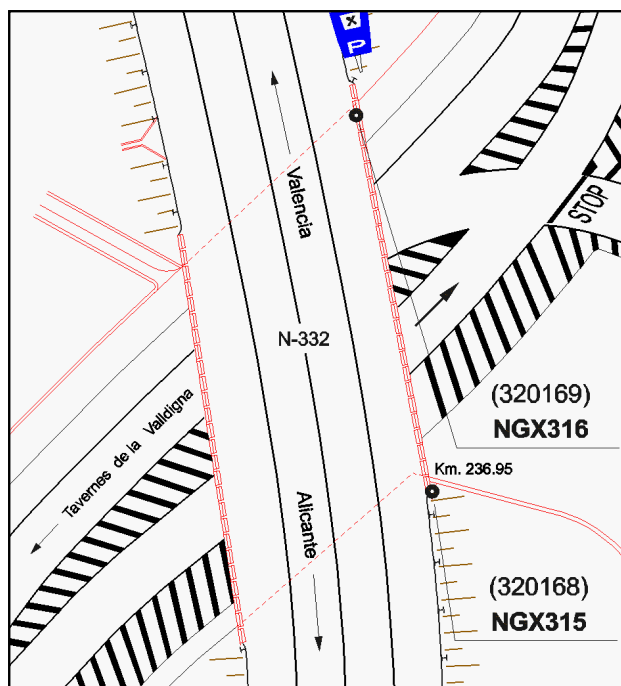 P
Valencia
STOP
N-332
(320169)
NGX316
Tavernes de la Valldigna
Km. 236.95
Alicante
(320168)
NGX315